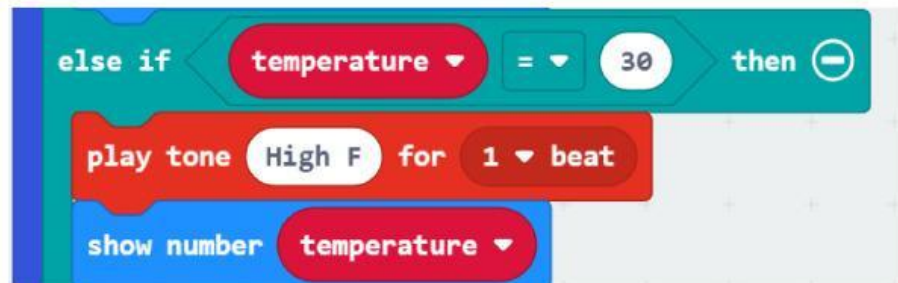 else if temperature = 30 then
play tone High F for 1 beat
show number temperature